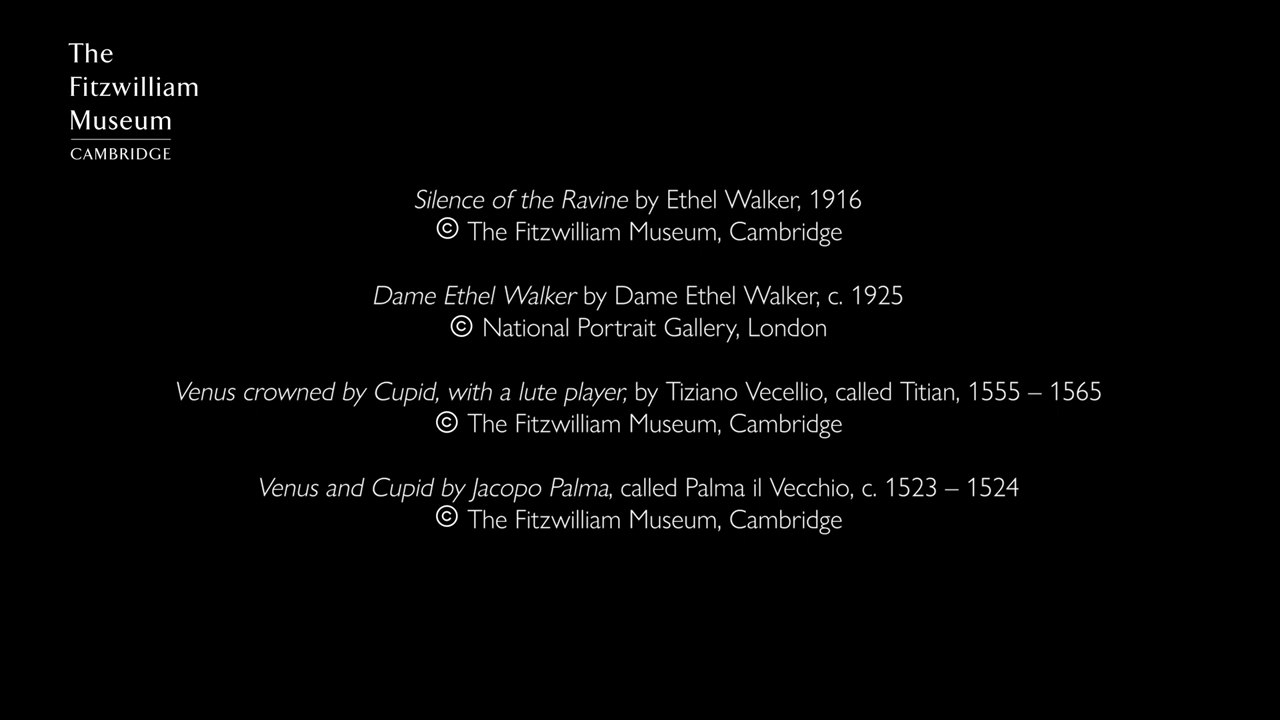 The
Fitzwilliam
Museum
CAMBRIDGE
Silence of the Ravine by Ethel Walker, 1916
© The Fitzwilliam Museum, Cambridge
Dame Ethel Walker by Dame Ethel Walker, c. 1925
© National Portrait Gallery, London
Venus crowned by Cupid, with a lute player, by Tiziano Vecellio, called Titian, 1555 – 1565
© The Fitzwilliam Museum, Cambridge
Venus and Cupid by Jacopo Palma, called Palma il Vecchio, c. 1523 – 1524
© The Fitzwilliam Museum, Cambridge